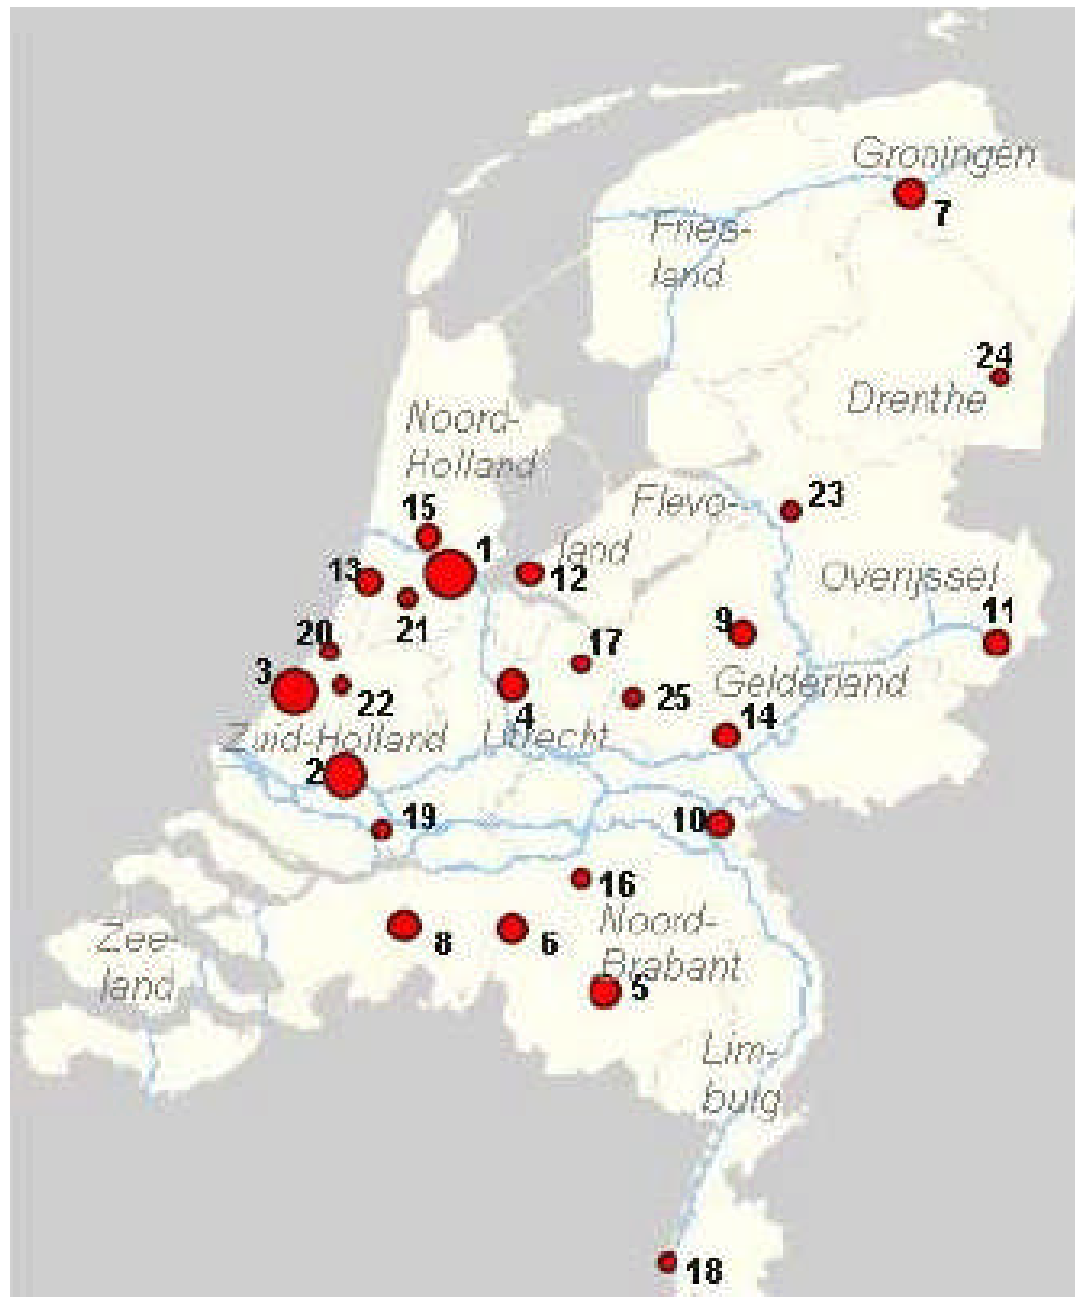 Groningen
7
Fries-
land
24
Drenthe
Noord-
Holland
15
23
Flevo-
land
1
13
12
Overijssel
21
11
20
9
17
3
Gelderland
22
4
25
14
Zuid-Holland
Utrecht
2
19
10
16
Noord-
Brabant
8
6
5
Zee-
land
Lim-
burg
18